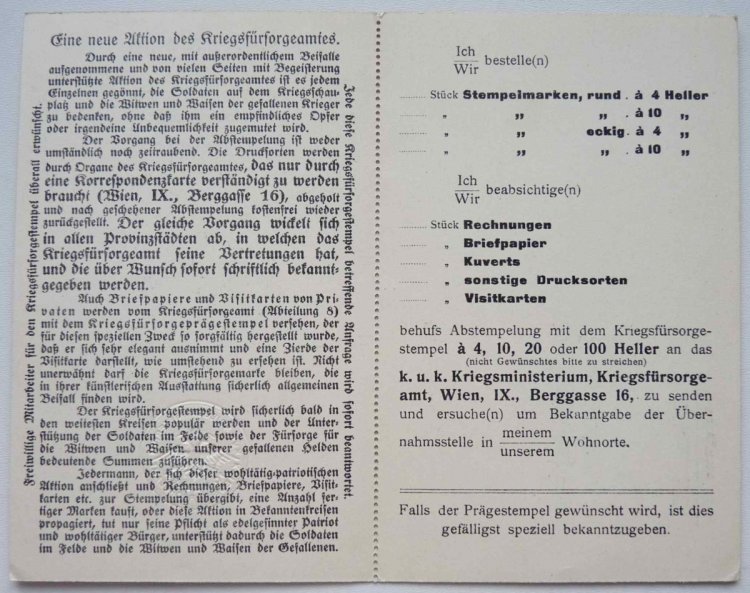 Eine neue Aktion des Kriegsfürsorgeamtes.
Durch eine neue, mit außerordentlichem Beifalle
aufgenommene und von vielen Seiten mit Begeisterung
unterstützte Aktion des Kriegsfürsorgeamtes ist es jedem
Einzelnen gegönnt, die Soldaten auf dem Kriegsschau-
platz und die Witwen und Waisen der gefallenen Krieger
zu bedenken, ohne daß ihm ein empfindliches Opfer
oder irgendeine Unbequemlichkeit zugemutet wird.
Der Vorgang bei der Abstempelung ist weder
umständlich noch zeitraubend. Die Drucksorten werden
durch Organe des Kriegsfürsorgeamtes, das nur durch
eine Korrespondenzkarte verständigt zu werden
braucht (Wien, IX., Berggasse 16), abgeholt
und nach geschehener Abstempelung kostenfrei wieder
zurückgestellt. Der gleiche Vorgang wickelt sich
in allen Provinzstädten ab, in welchen das
Kriegsfürsorgeamt seine Vertretungen hat,
und die über Wunsch sofort schriftlich bekannt-
gegeben werden.
Auch Briefpapiere und Visitkarten von Pri-
vaten werden vom Kriegsfürsorgeamt (Abteilung 8)
mit dem Kriegsfürsorgeprägestempel versehen, der
für diesen speziellen Zweck so sorgfältig hergestellt wurde,
daß er sich sehr elegant ausnimmt und eine Zierde der
Visitkarte darstellt, wie umstehend zu ersehen ist. Nicht
unerwähnt darf die Kriegsfürsorgemarke bleiben, die
in ihrer künstlerischen Ausstattung sicherlich allgemeinen
Beifall finden wird.
Der Kriegsfürsorgestempel wird sicherlich bald in
den weitesten Kreisen populär werden und der Unter-
stützung der Soldaten im Felde sowie der Fürsorge für
die Witwen und Waisen unserer gefallenen Helden
bedeutende Summen zuführen.
Jedermann, der sich dieser wohltätig-patriotischen
Aktion anschließt und Rechnungen, Briefpapiere, Visit-
karten etc. zur Stempelung übergibt, eine Anzahl fer-
tiger Marken kauft, oder diese Aktion in Bekanntenkreisen
propagiert, tut nur seine Pflicht als edelgesinnter Patriot
und wohltätiger Bürger, unterstützt dadurch die Soldaten
im Felde und die Witwen und Waisen der Gefallenen.
Freiwillige Mitarbeiter für den Kriegsfürsorgestempel überall erwünscht.
Jede diese Kriegsfürsorgestempel betreffende Anfrage wird sofort beantwortet.
Ich
Wir bestelle(n)
Stück Stempelmarken, rund . à 4 Heller
„ „ „ . à 10 „
„ „ eckig . à 4 „
„ „ „ . à 10 „
Ich
Wir beabsichtige(n)
Stück Rechnungen
„ Briefpapier
„ Kuverts
„ sonstige Drucksorten
„ Visitkarten
behufs Abstempelung mit dem Kriegsfürsorge-
stempel à 4, 10, 20 oder 100 Heller an das
(nicht Gewünschtes bitte zu streichen)
k. u. k. Kriegsministerium, Kriegsfürsorge-
amt, Wien, IX., Berggasse 16, zu senden
und ersuche(n) um Bekanntgabe der Über-
nahmsstelle in meinem
unserem Wohnorte.
Falls der Prägestempel gewünscht wird, ist dies
gefälligst speziell bekanntzugeben.